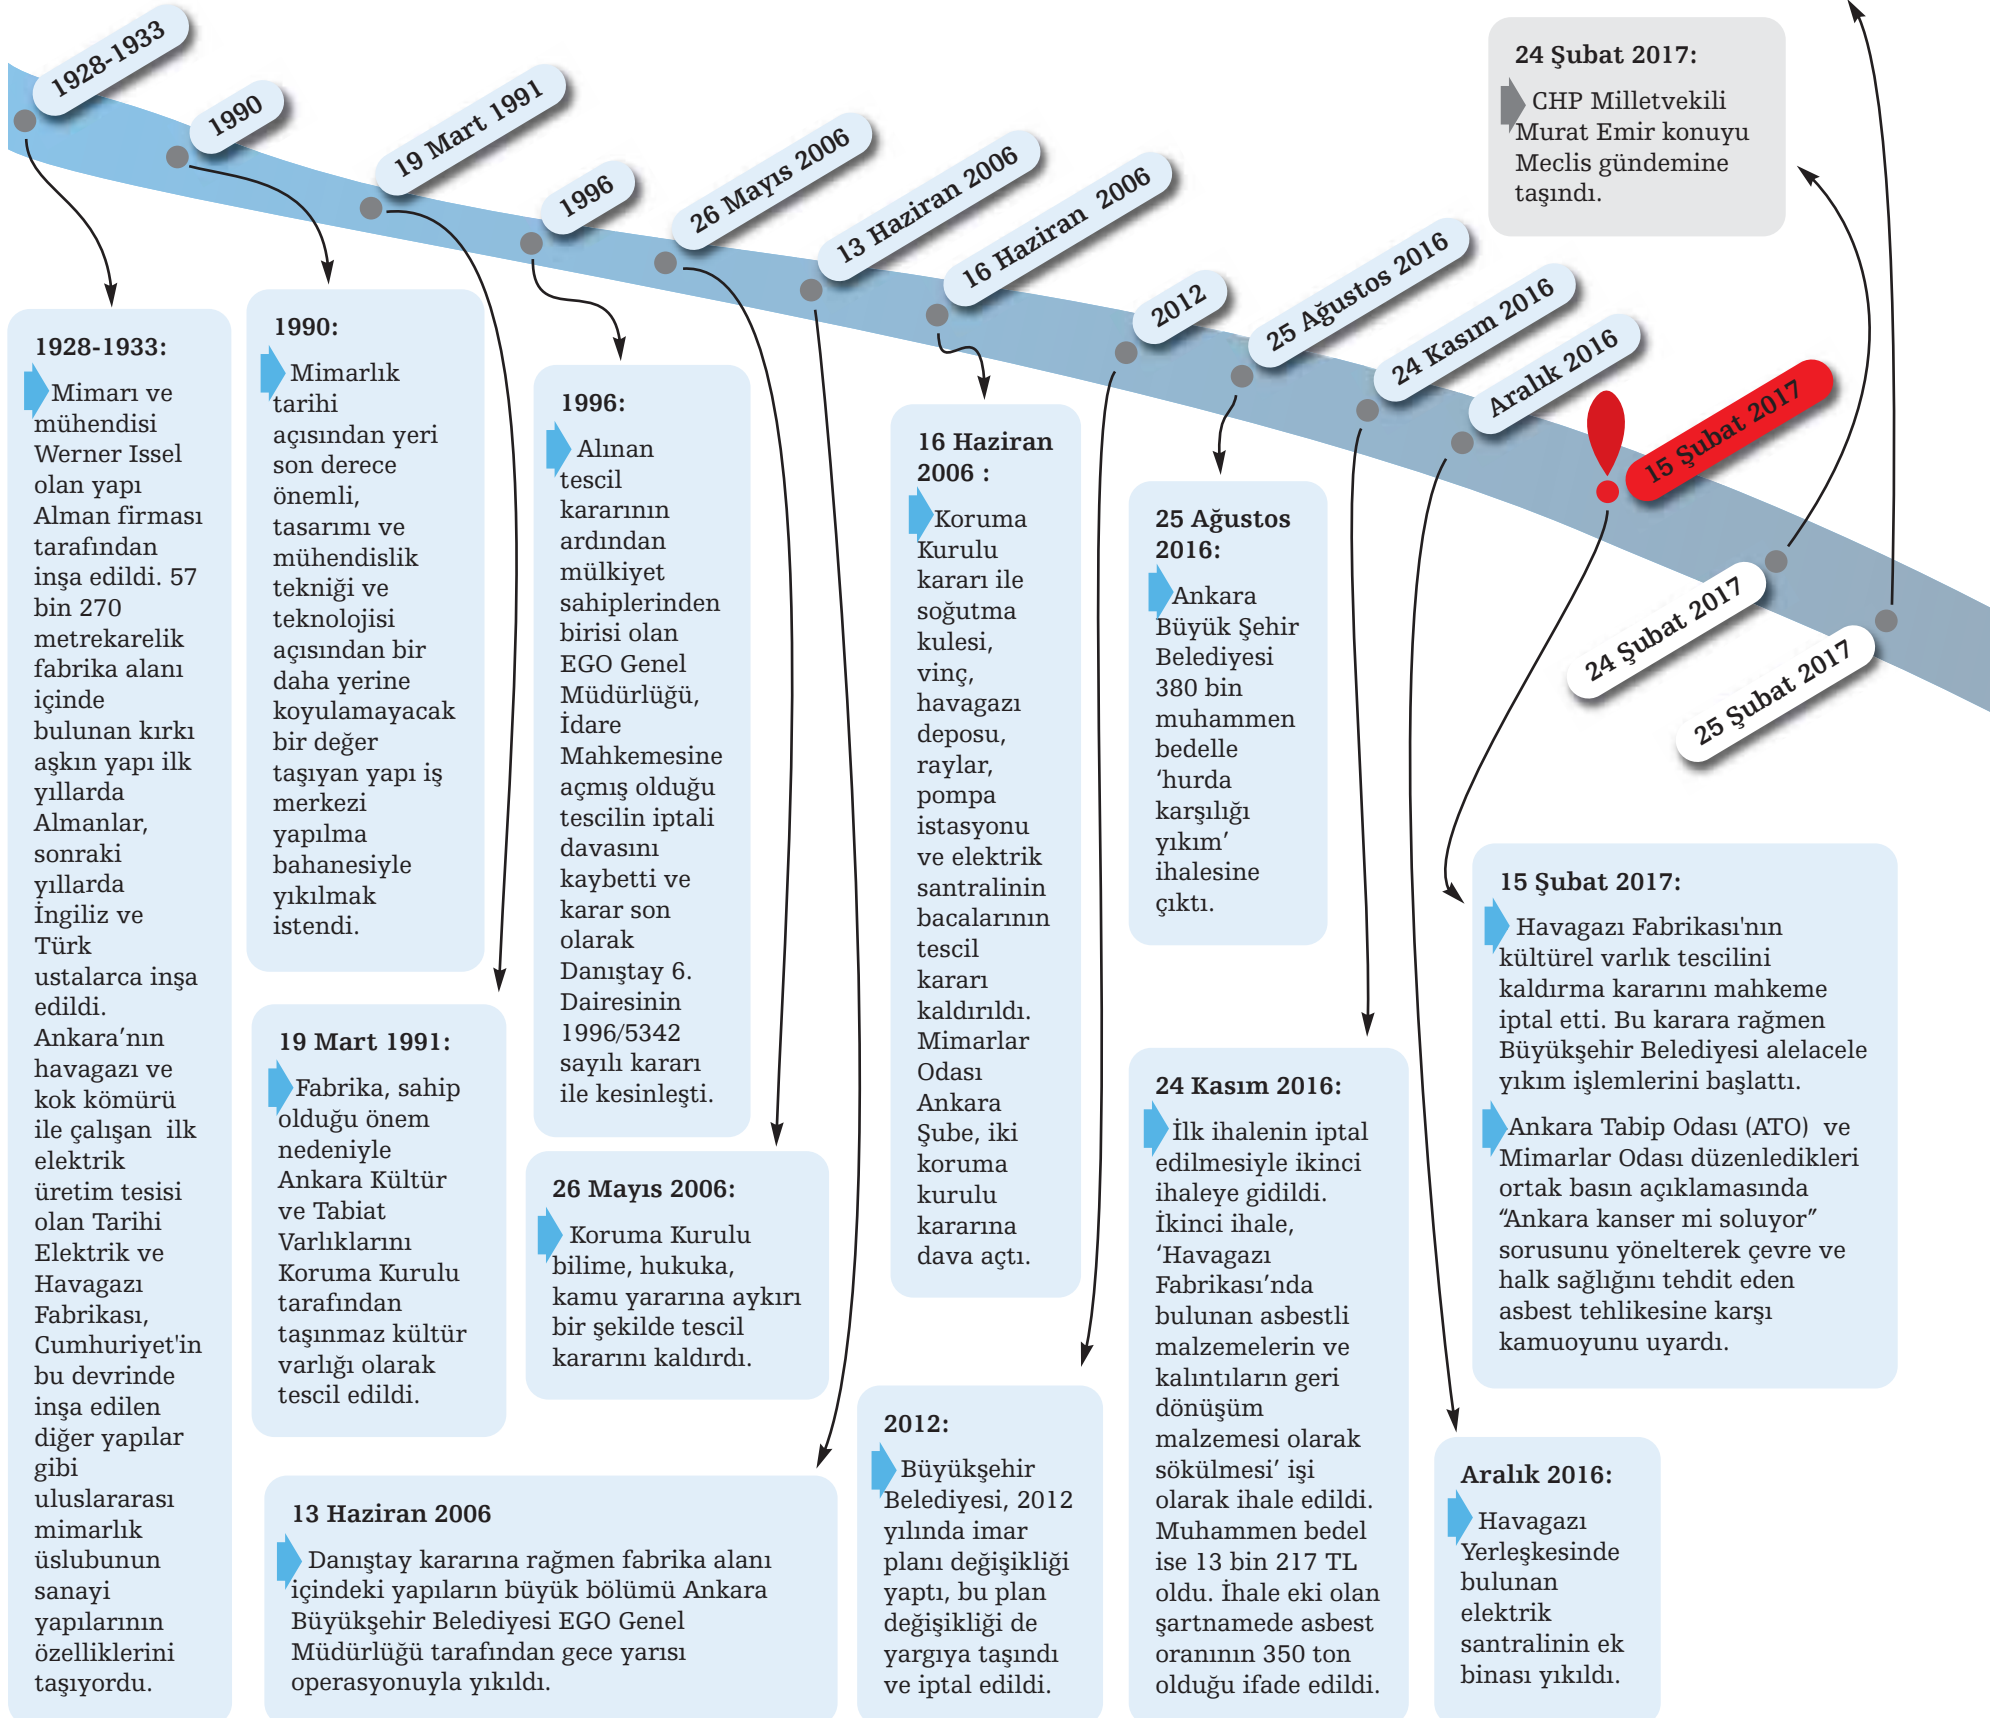 1928-1933
1990
19 Mart 1991
1996
26 Mayıs 2006
13 Haziran 2006
16 Haziran 2006
2012
25 Ağustos 2016
24 Kasım 2016
Aralık 2016
15 Şubat 2017
24 Şubat 2017
25 Şubat 2017
24 Şubat 2017:
CHP Milletvekili
Murat Emir konuyu
Meclis gündemine
taşındı.
1928-1933:
Mimarı ve
mühendisi
Werner Issel
olan yapı
Alman firması
tarafından
inşa edildi. 57
bin 270
metrekarelik
fabrika alanı
içinde
bulunan kırkı
aşkın yapı ilk
yıllarda
Almanlar,
sonraki
yıllarda
İngiliz ve
Türk
ustalarca inşa
edildi.
Ankara’nın
havagazı ve
kok kömürü
ile çalışan ilk
elektrik
üretim tesisi
olan Tarihi
Elektrik ve
Havagazı
Fabrikası,
Cumhuriyet'in
bu devrinde
inşa edilen
diğer yapılar
gibi
uluslararası
mimarlık
üslubunun
sanayi
yapılarının
özelliklerini
taşıyordu.
1990:
Mimarlık
tarihi
açısından yeri
son derece
önemli,
tasarımı ve
mühendislik
tekniği ve
teknolojisi
açısından bir
daha yerine
koyulamayacak
bir değer
taşıyan yapı iş
merkezi
yapılma
bahanesiyle
yıkılmak
istendi.
19 Mart 1991:
Fabrika, sahip
olduğu önem
nedeniyle
Ankara Kültür
ve Tabiat
Varlıklarını
Koruma Kurulu
tarafından
taşınmaz kültür
varlığı olarak
tescil edildi.
1996:
Alınan
tescil
kararının
ardından
mülkiyet
sahiplerinden
birisi olan
EGO Genel
Müdürlüğü,
İdare
Mahkemesine
açmış olduğu
tescilin iptali
davasını
kaybetti ve
karar son
olarak
Danıştay 6.
Dairesinin
1996/5342
sayılı kararı
ile kesinleşti.
26 Mayıs 2006:
Koruma Kurulu
bilime, hukuka,
kamu yararına aykırı
bir şekilde tescil
kararını kaldırdı.
13 Haziran 2006
Danıştay kararına rağmen fabrika alanı
içindeki yapıların büyük bölümü Ankara
Büyükşehir Belediyesi EGO Genel
Müdürlüğü tarafından gece yarısı
operasyonuyla yıkıldı.
16 Haziran
2006 :
Koruma
Kurulu
kararı ile
soğutma
kulesi,
vinç,
havagazı
deposu,
raylar,
pompa
istasyonu
ve elektrik
santralinin
bacalarının
tescil
kararı
kaldırıldı.
Mimarlar
Odası
Ankara
Şube, iki
koruma
kurulu
kararına
dava açtı.
2012:
Büyükşehir
Belediyesi, 2012
yılında imar
planı değişikliği
yaptı, bu plan
değişikliği de
yargıya taşındı
ve iptal edildi.
25 Ağustos
2016:
Ankara
Büyük Şehir
Belediyesi
380 bin
muhammen
bedelle
‘hurda
karşılığı
yıkım’
ihalesine
çıktı.
24 Kasım 2016:
İlk ihalenin iptal
edilmesiyle ikinci
ihaleye gidildi.
İkinci ihale,
‘Havagazı
Fabrikası’nda
bulunan asbestli
malzemelerin ve
kalıntıların geri
dönüşüm
malzemesi olarak
sökülmesi’ işi
olarak ihale edildi.
Muhammen bedel
ise 13 bin 217 TL
oldu. İhale eki olan
şartnamede asbest
oranının 350 ton
olduğu ifade edildi.
Aralık 2016:
Havagazı
Yerleşkesinde
bulunan
elektrik
santralinin ek
binası yıkıldı.
15 Şubat 2017:
Havagazı Fabrikası'nın
kültürel varlık tescilini
kaldırma kararını mahkeme
iptal etti. Bu karara rağmen
Büyükşehir Belediyesi alelacele
yıkım işlemlerini başlattı.
Ankara Tabip Odası (ATO) ve
Mimarlar Odası düzenledikleri
ortak basın açıklamasında
“Ankara kanser mi soluyor”
sorusunu yönelterek çevre ve
halk sağlığını tehdit eden
asbest tehlikesine karşı
kamuoyunu uyardı.